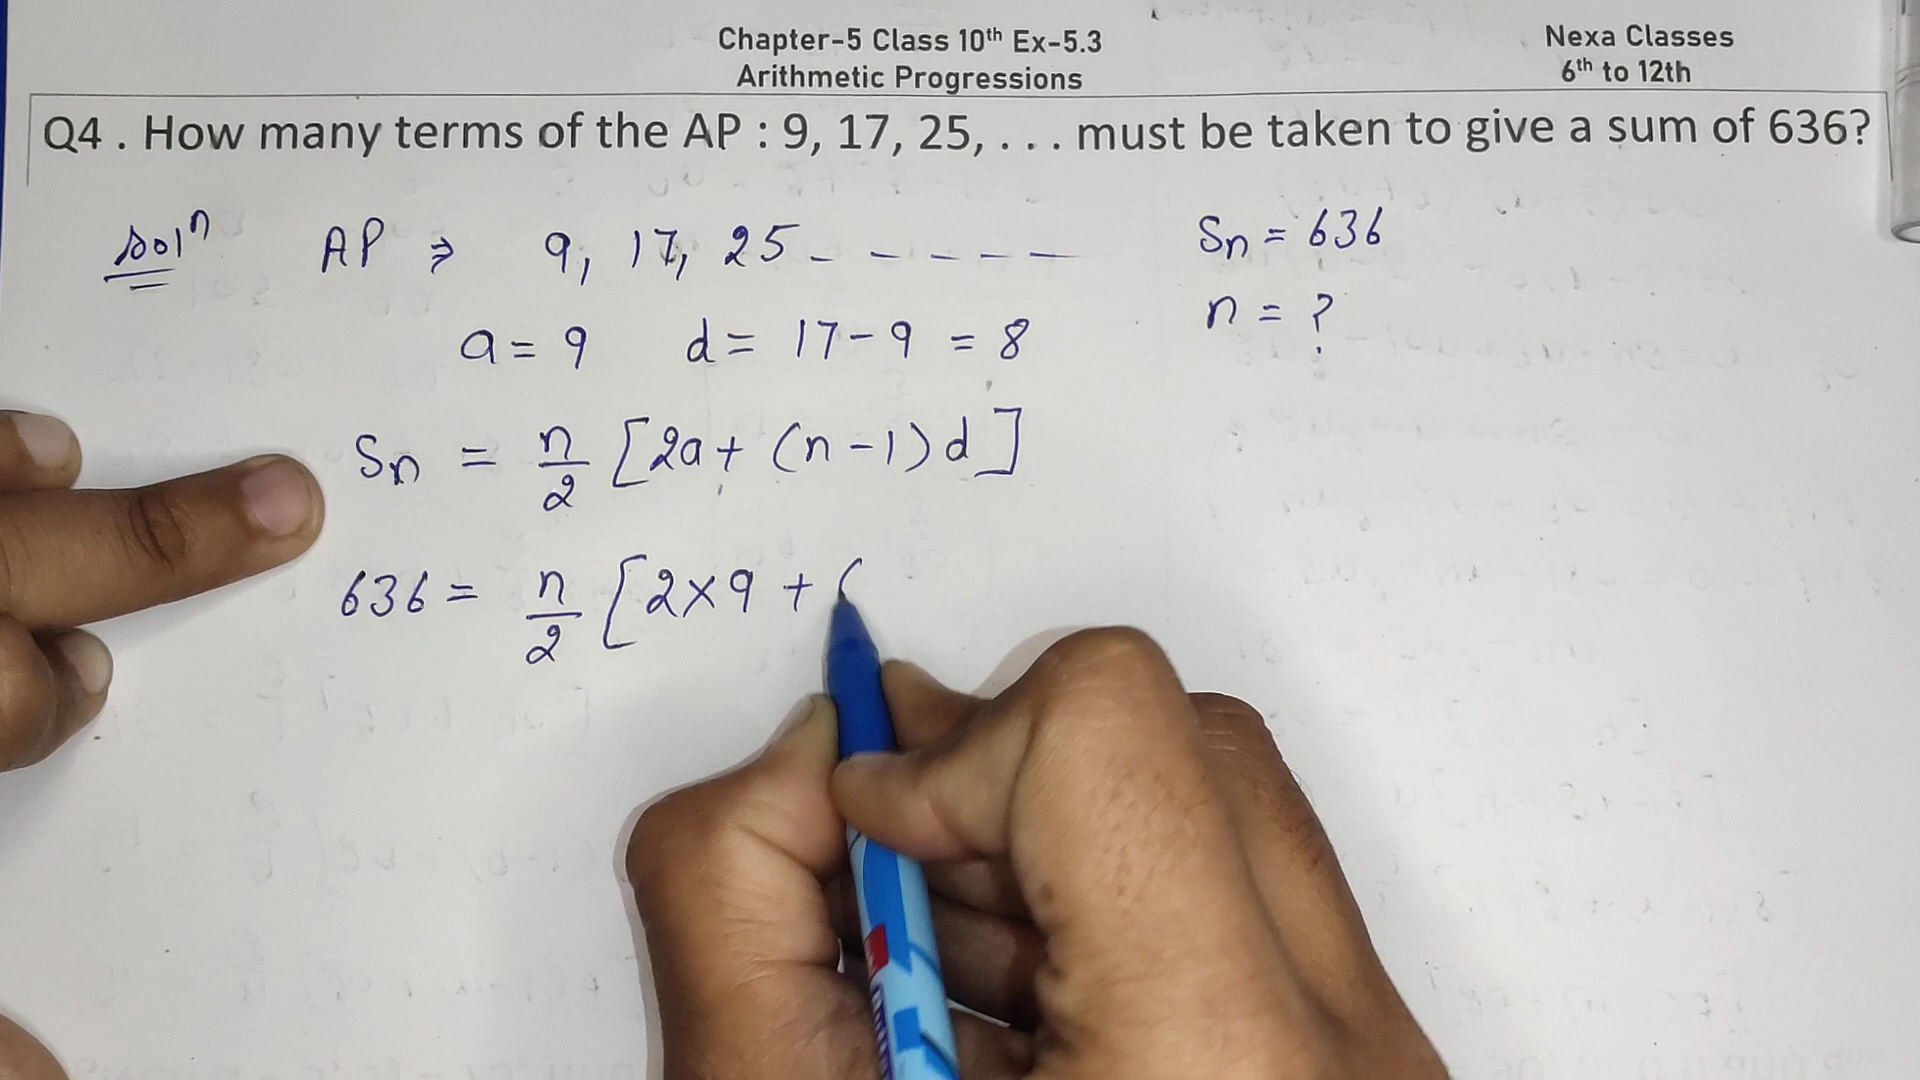 Chapter-5 Class 10th Ex-5.3
Arithmetic Progressions
Nexa Classes
6th to 12th
Q4 . How many terms of the AP : 9, 17, 25, . . . must be taken to give a sum of 636?
Solⁿ AP ⇒ 9, 17, 25 - - - - -
Sn = 636
n = ?
a = 9 d = 17 - 9 = 8
Sn = n/2 [2a + (n - 1) d]
636 = n/2 [2 × 9 + (